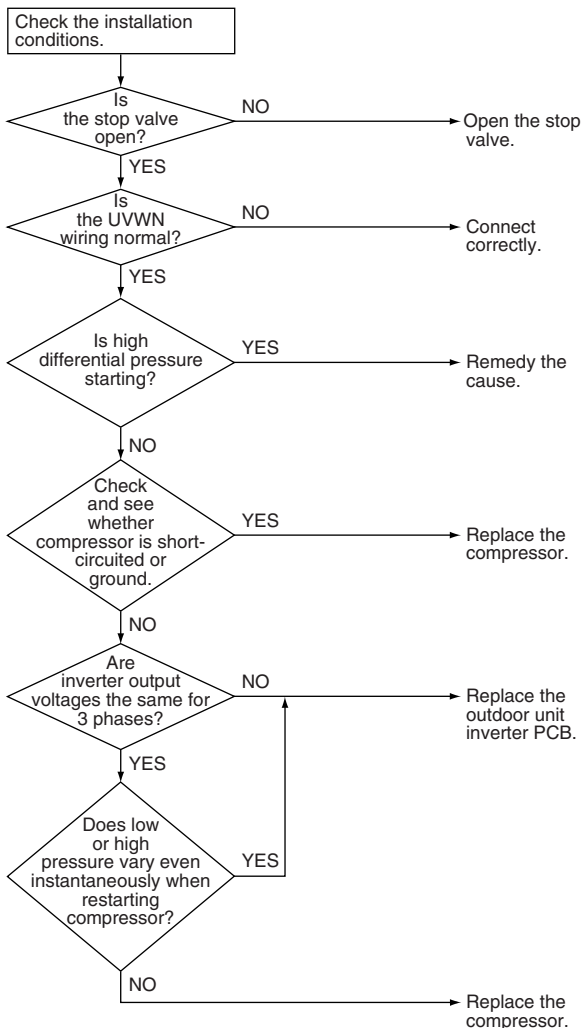 Check the installation
conditions.
Is
the stop valve
open?
NO
Open the stop
valve.
YES
Is
the UVWN
wiring normal?
NO
Connect
correctly.
YES
Is high
differential pressure
starting?
YES
Remedy the
cause.
NO
Check
and see
whether
compressor is short-
circuited or
ground.
YES
Replace the
compressor.
NO
Are
inverter output
voltages the same for
3 phases?
NO
Replace the
outdoor unit
inverter PCB.
YES
Does low
or high
pressure vary even
instantaneously when
restarting
compressor?
YES
NO
Replace the
compressor.